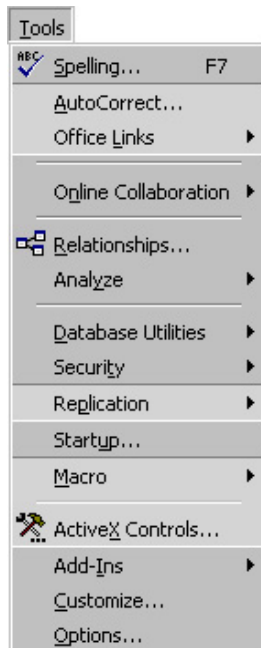 Tools
ABC Spelling... F7
AutoCorrect...
Office Links
Online Collaboration
Relationships...
Analyze
Database Utilities
Security
Replication
Startup...
Macro
ActiveX Controls...
Add-Ins
Customize...
Options...